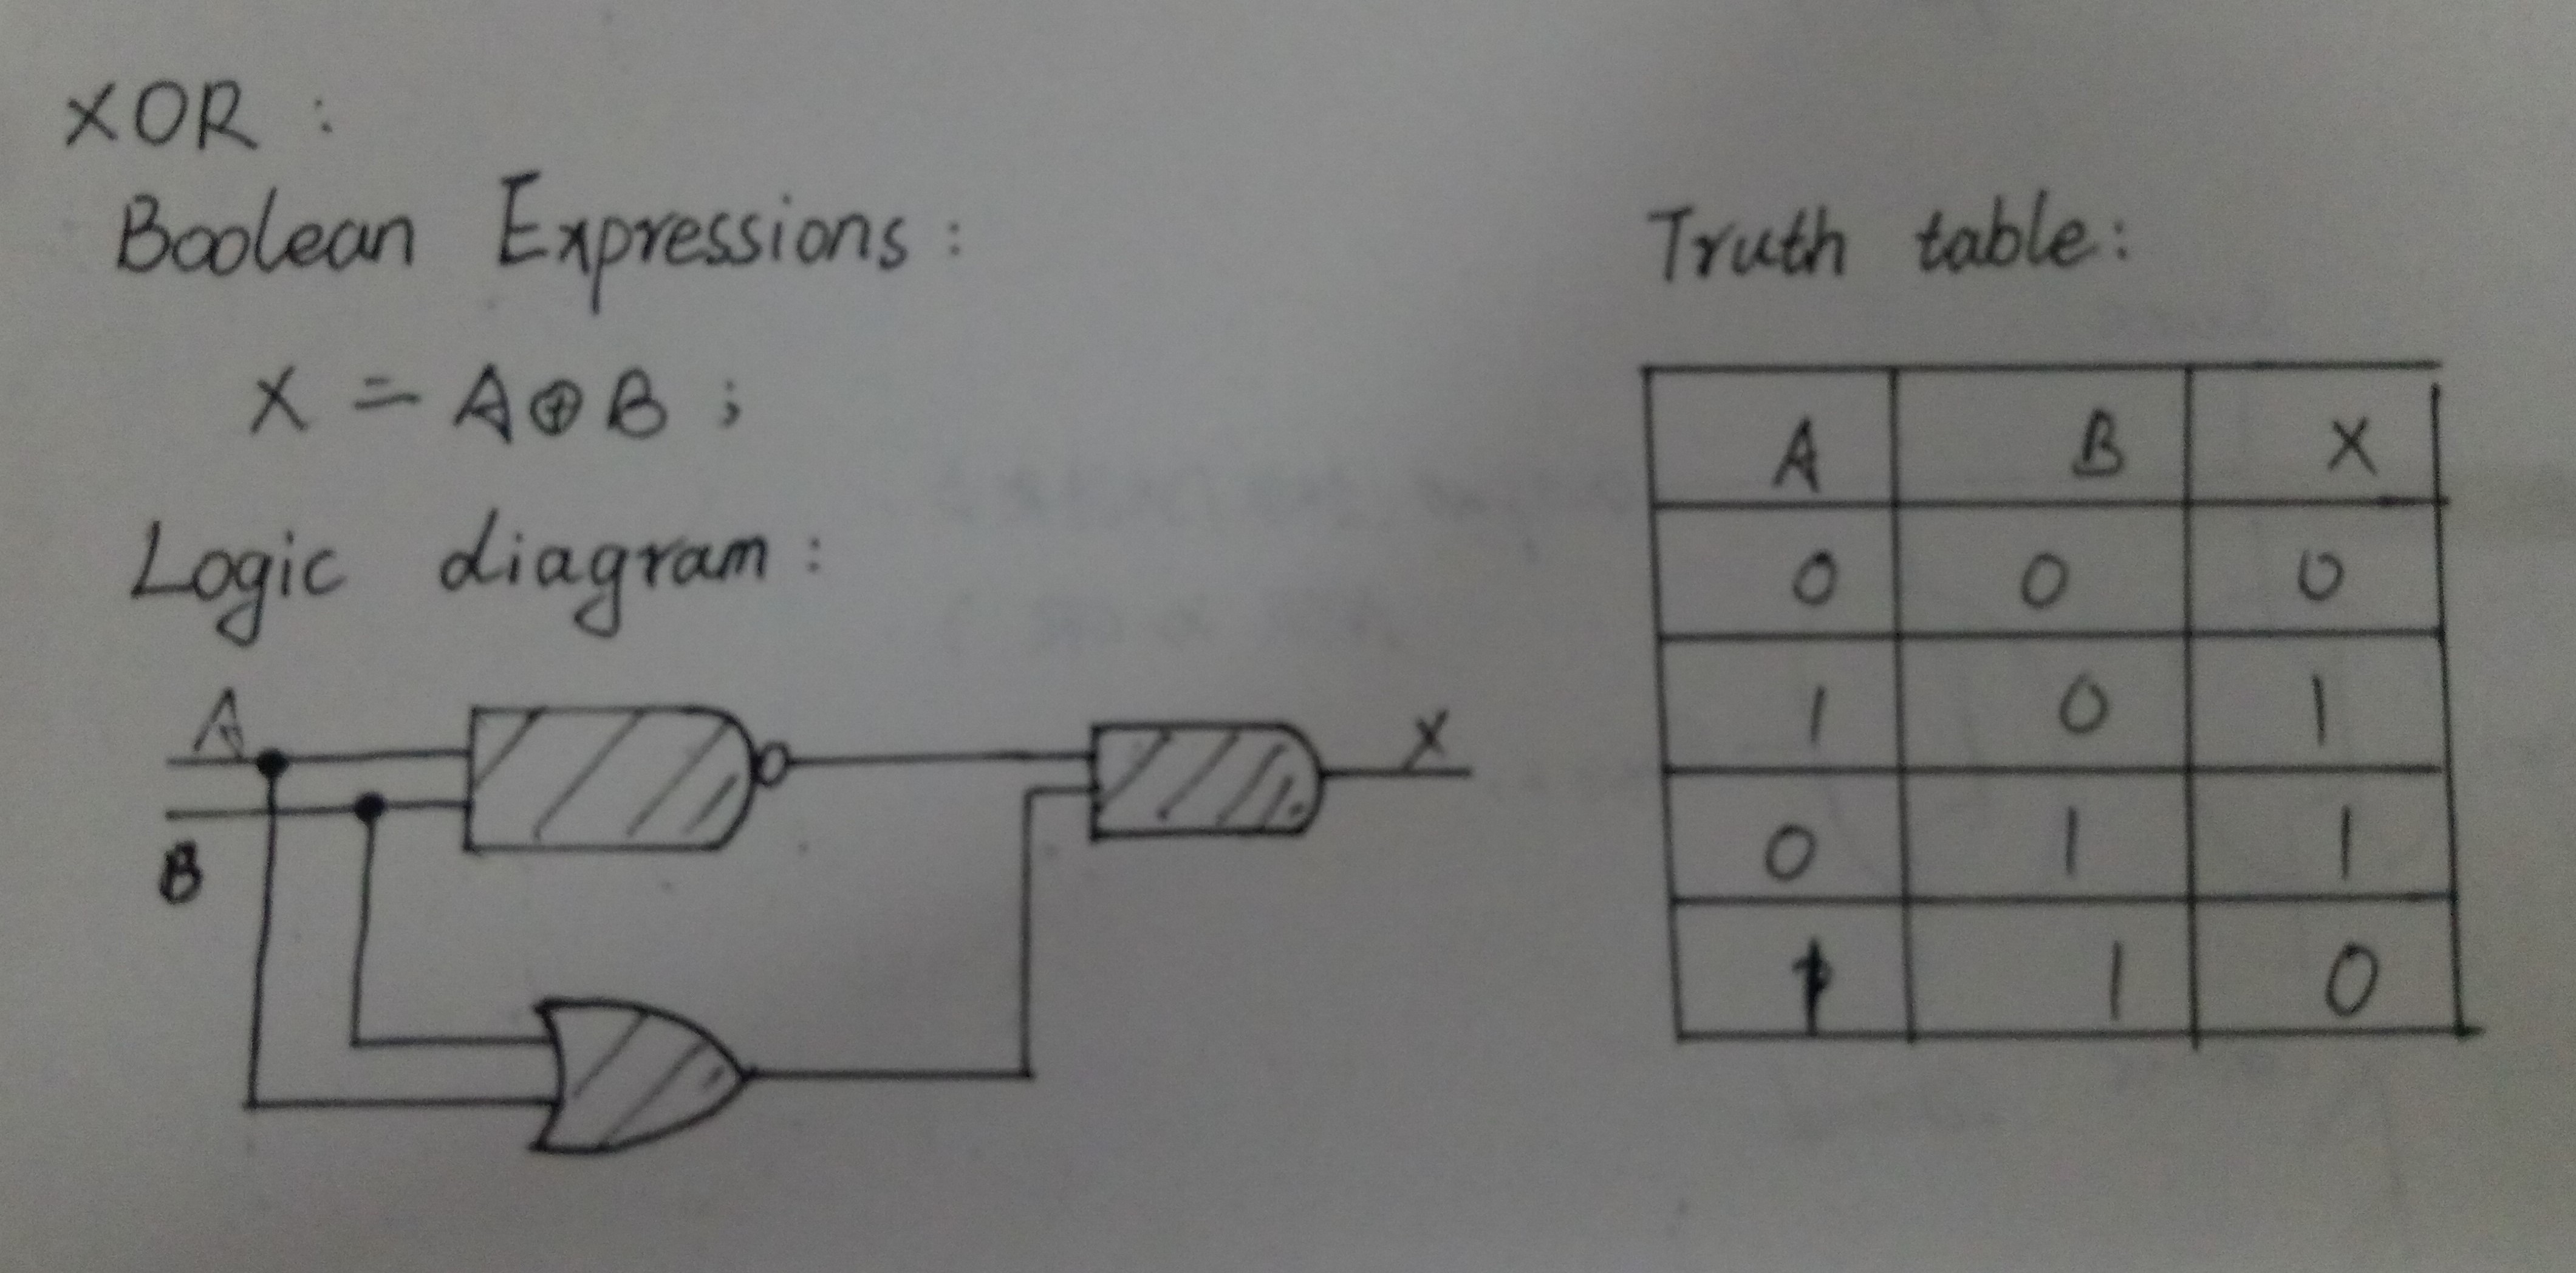 XOR :
Boolean Expressions :
X = A⊕B ;
Logic diagram :
A
B
X
Truth table:
A B X
0 0 0
1 0 1
0 1 1
1 1 0